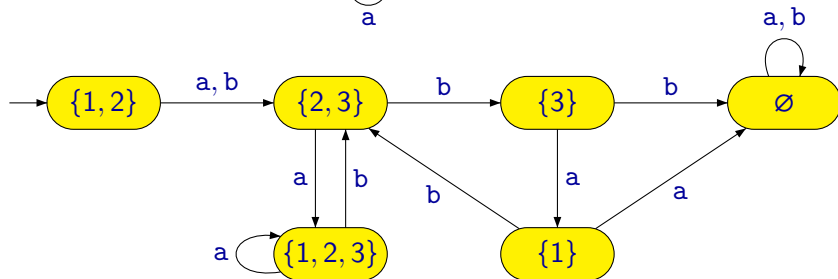 a
a, b
{1, 2} a, b {2, 3} b {3} b ∅
a b b a a
a {1, 2, 3} {1}